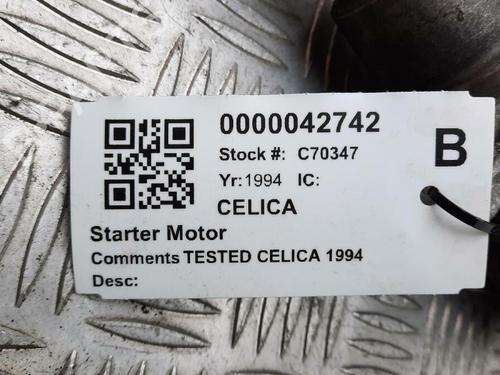 0000042742
Stock #: C70347
B
Yr:1994 IC:
CELICA
Starter Motor
Comments TESTED CELICA 1994
Desc: